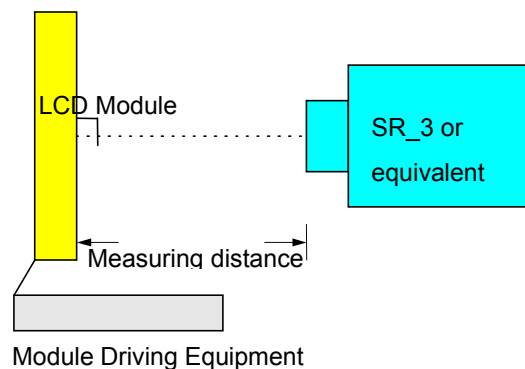 LCD Module
SR_3 or
equivalent
Measuring distance
Module Driving Equipment